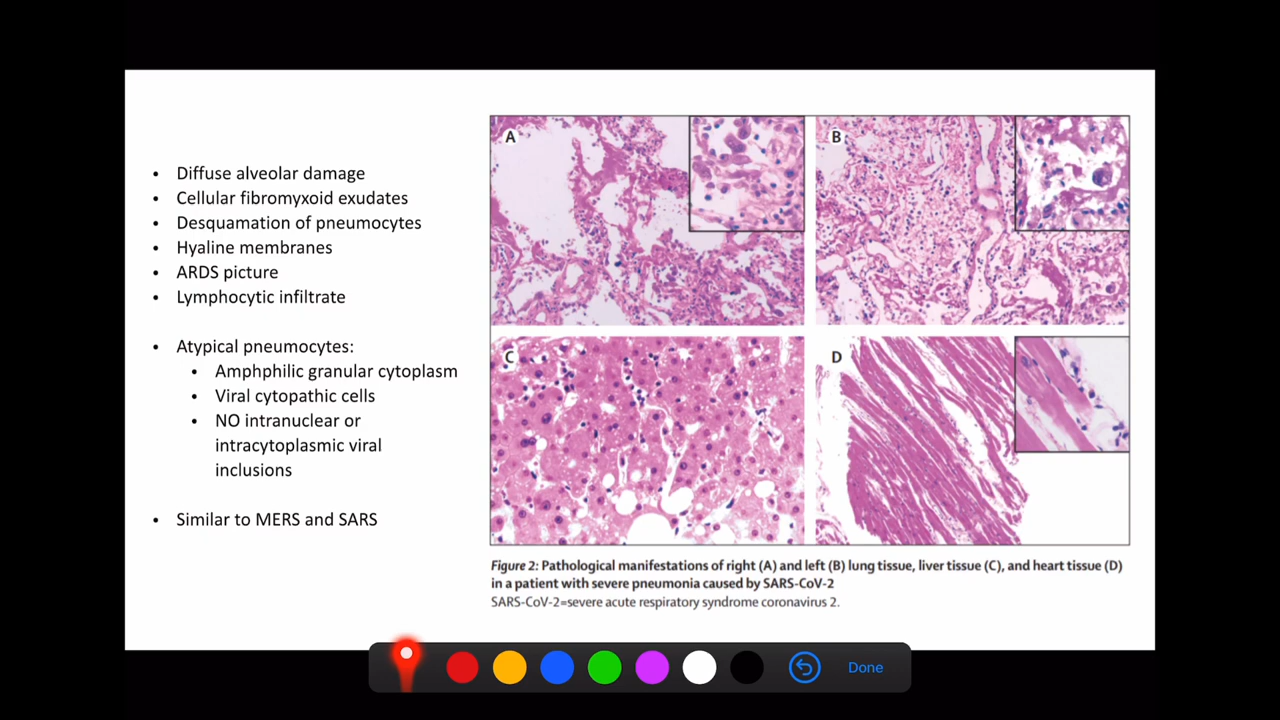 • Diffuse alveolar damage
• Cellular fibromyxoid exudates
• Desquamation of pneumocytes
• Hyaline membranes
• ARDS picture
• Lymphocytic infiltrate
• Atypical pneumocytes:
• Amphphilic granular cytoplasm
• Viral cytopathic cells
• NO intranuclear or
intracytoplasmic viral
inclusions
• Similar to MERS and SARS
A
B
C
D
Figure 2: Pathological manifestations of right (A) and left (B) lung tissue, liver tissue (C), and heart tissue (D)
in a patient with severe pneumonia caused by SARS-CoV-2
SARS-CoV-2=severe acute respiratory syndrome coronavirus 2.
Done